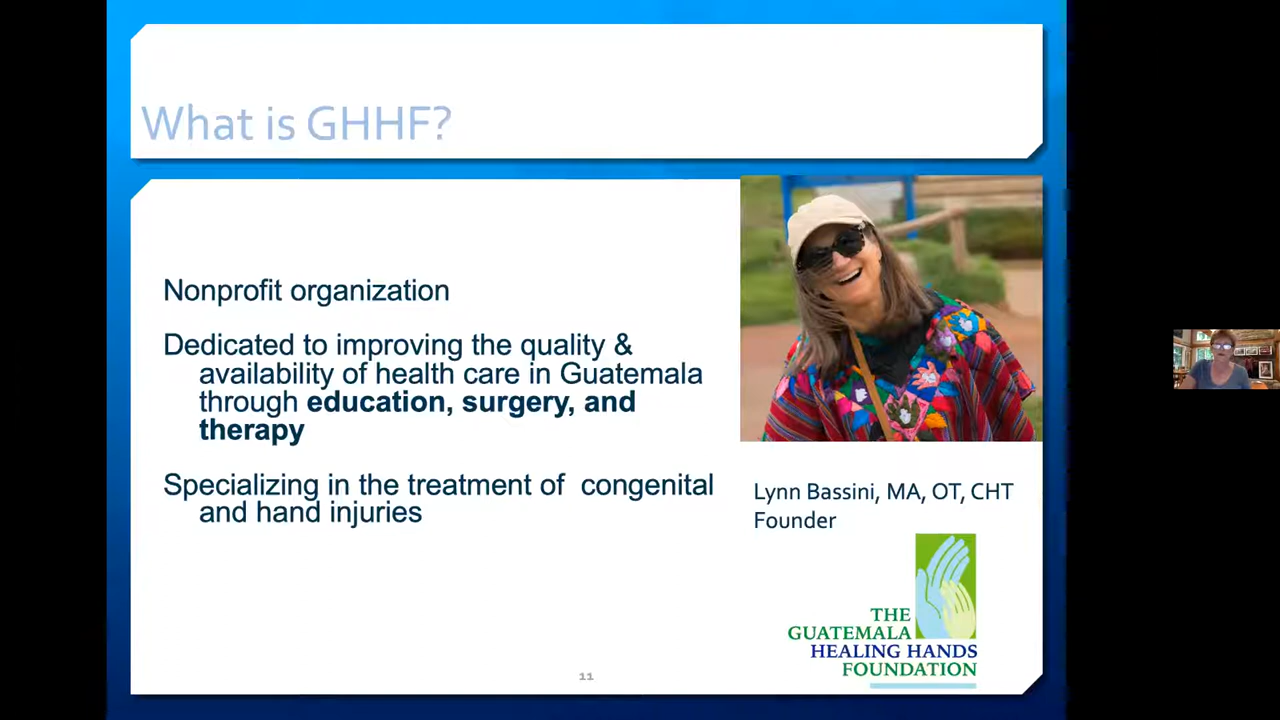 What is GHHF?
Nonprofit organization
Dedicated to improving the quality &
availability of health care in Guatemala
through education, surgery, and
therapy
Specializing in the treatment of  congenital
and hand injuries
Lynn Bassini, MA, OT, CHT
Founder
THE
GUATEMALA
HEALING HANDS
FOUNDATION
11